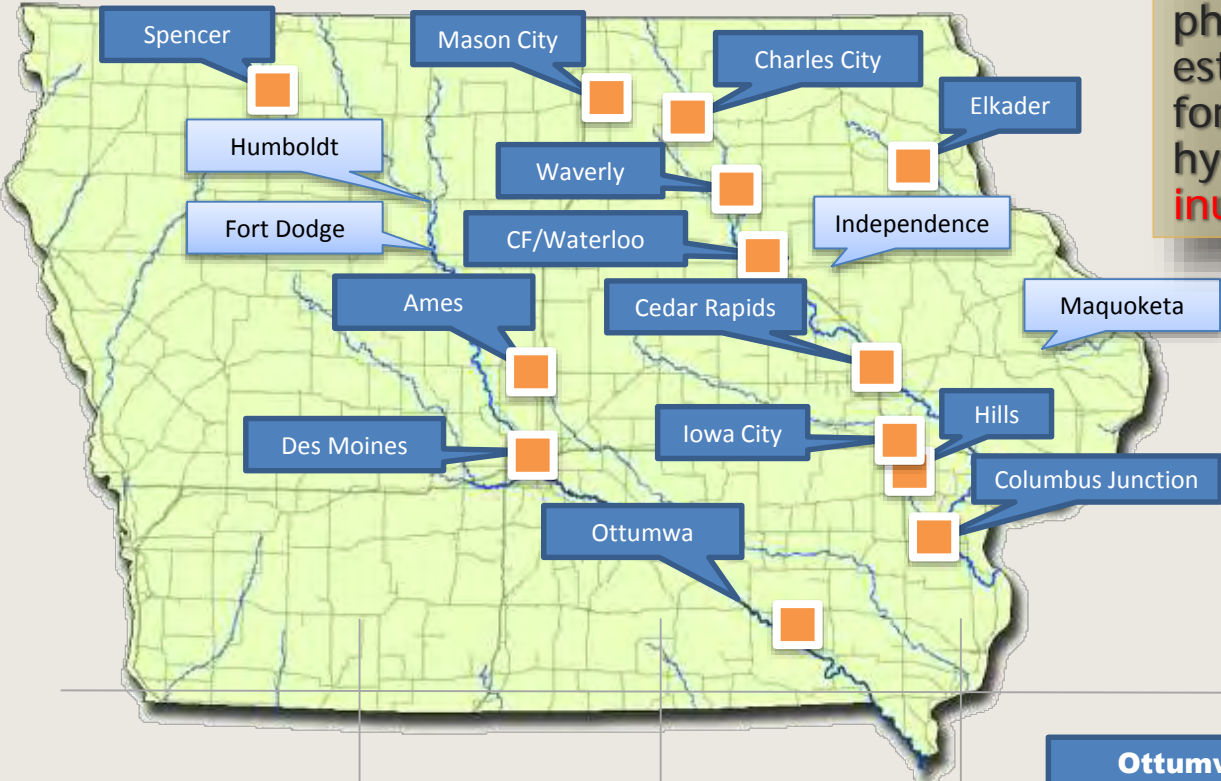 Spencer
Mason City
Charles City
Elkader
Humboldt
Waverly
Fort Dodge
CF/Waterloo
Independence
Ames
Cedar Rapids
Maquoketa
Des Moines
Iowa City
Hills
Columbus Junction
Ottumwa